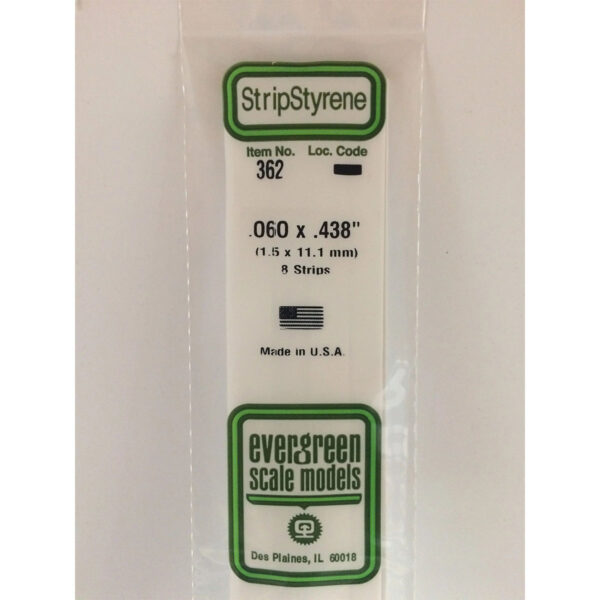 StripStyrene
Item No. Loc. Code
362
.060 x .438"
(1.5 x 11.1 mm)
8 Strips
Made in U.S.A.
evergreen
scale models
Des Plaines, IL 60018